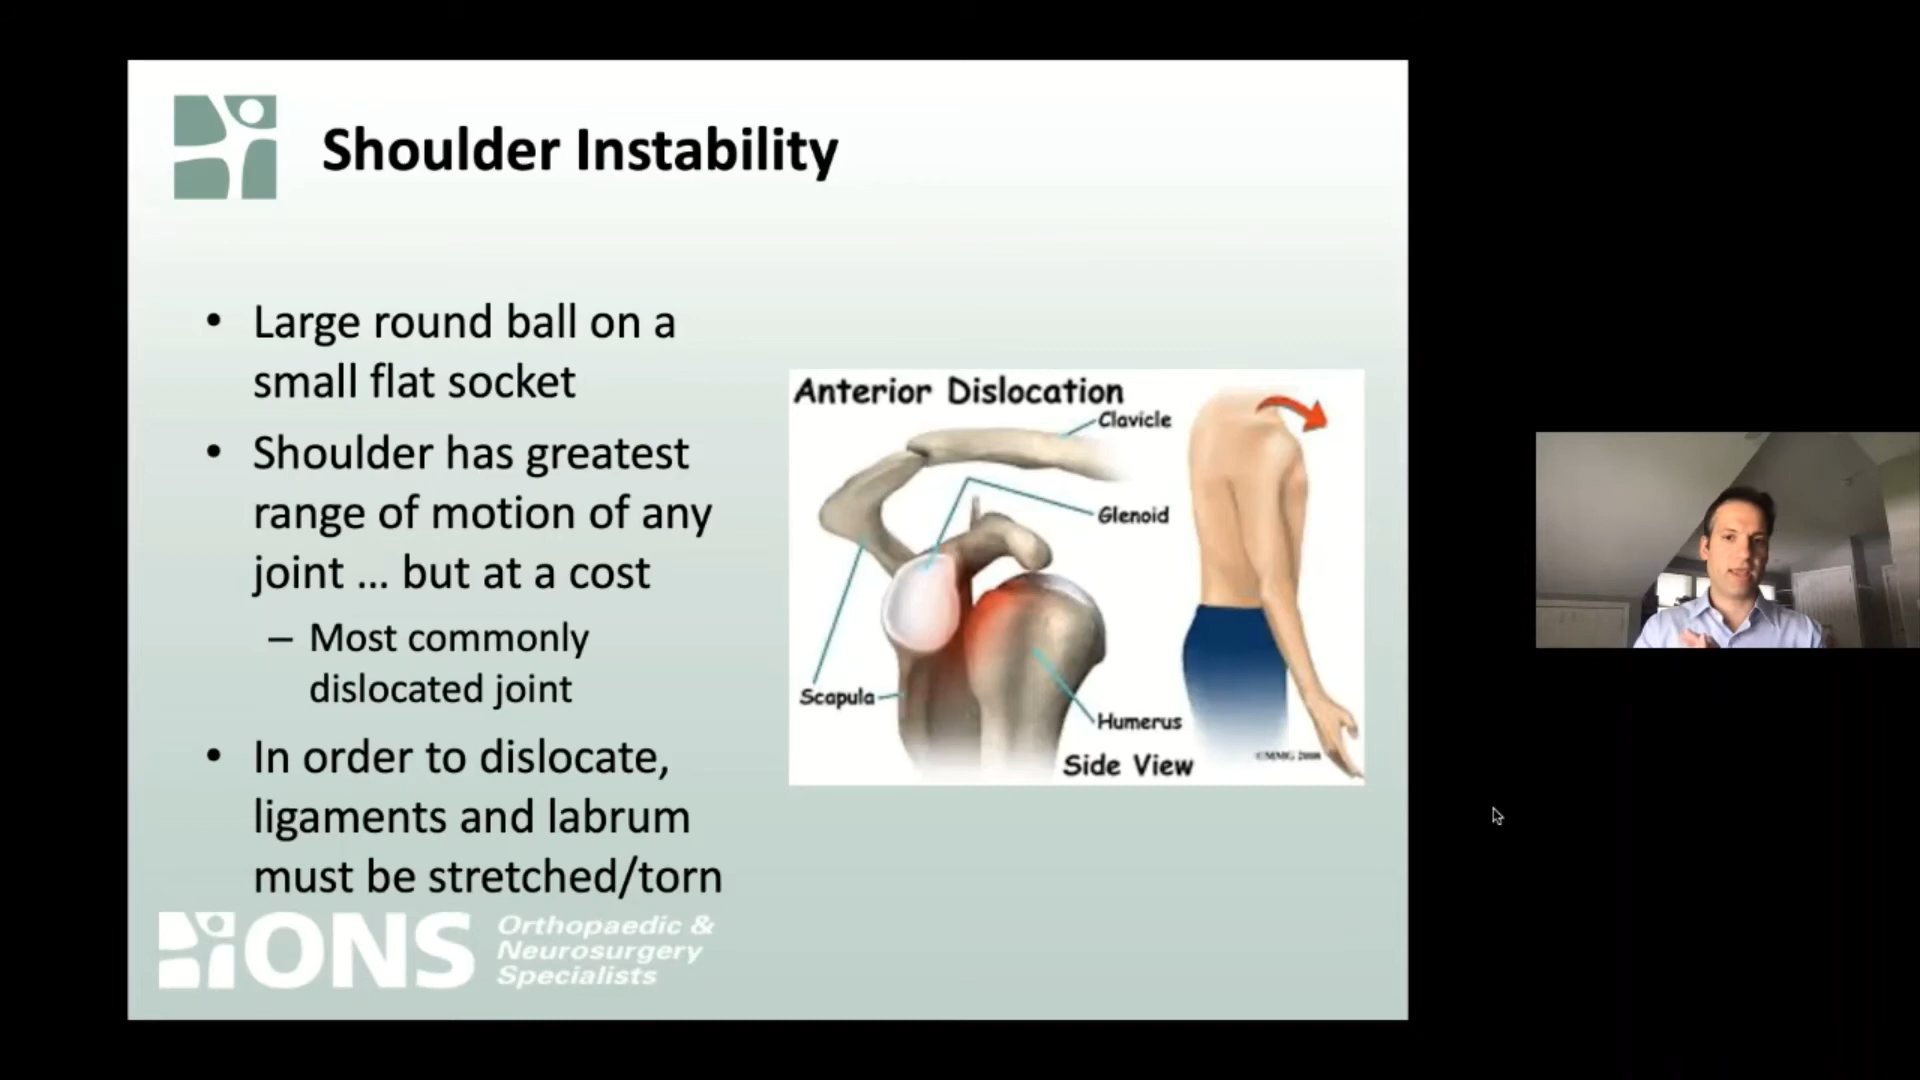 Shoulder Instability
• Large round ball on a
small flat socket
• Shoulder has greatest
range of motion of any
joint ... but at a cost
– Most commonly
dislocated joint
• In order to dislocate,
ligaments and labrum
must be stretched/torn
Anterior Dislocation
Clavicle
Glenoid
Scapula
Humerus
Side View
©MMG 2008
ONS
Orthopaedic &
Neurosurgery
Specialists